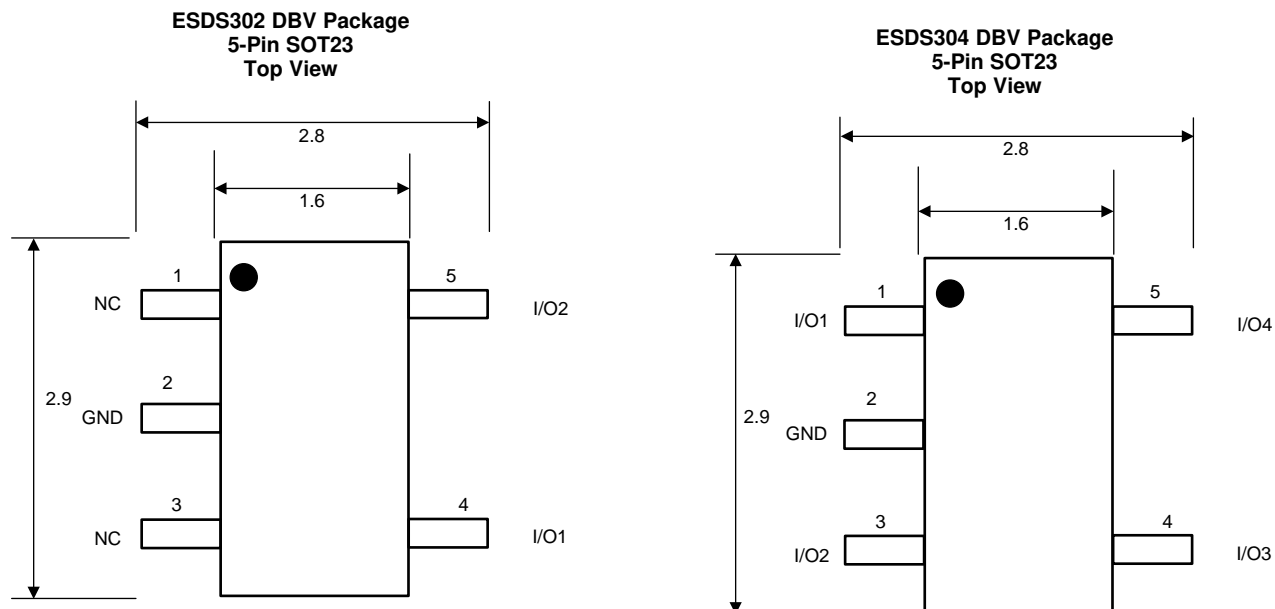 ESDS302 DBV Package
5-Pin SOT23
Top View
2.8
1.6
1
5
NC
I/O2
2
2.9
GND
3
4
NC
I/O1
ESDS304 DBV Package
5-Pin SOT23
Top View
2.8
1.6
1
5
I/O1
I/O4
2
2.9
GND
3
4
I/O2
I/O3